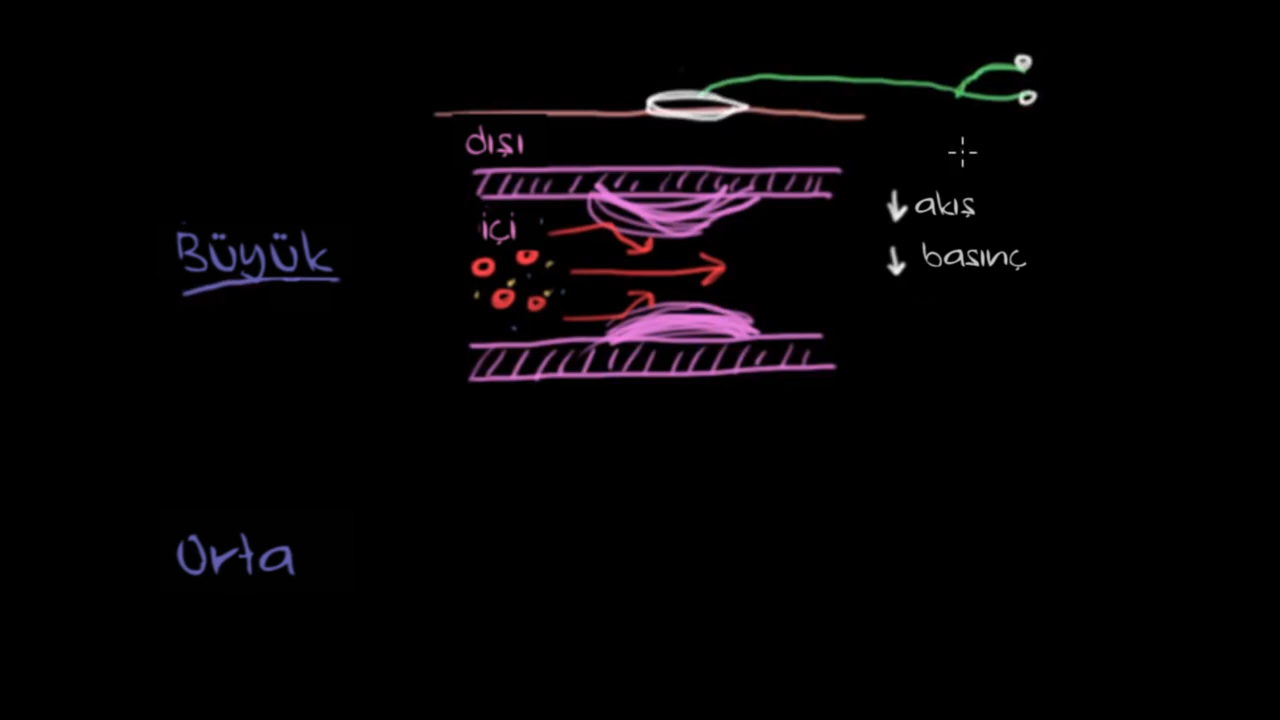 dışı
içi
Büyük
↓ akış
↓ basınç
Orta